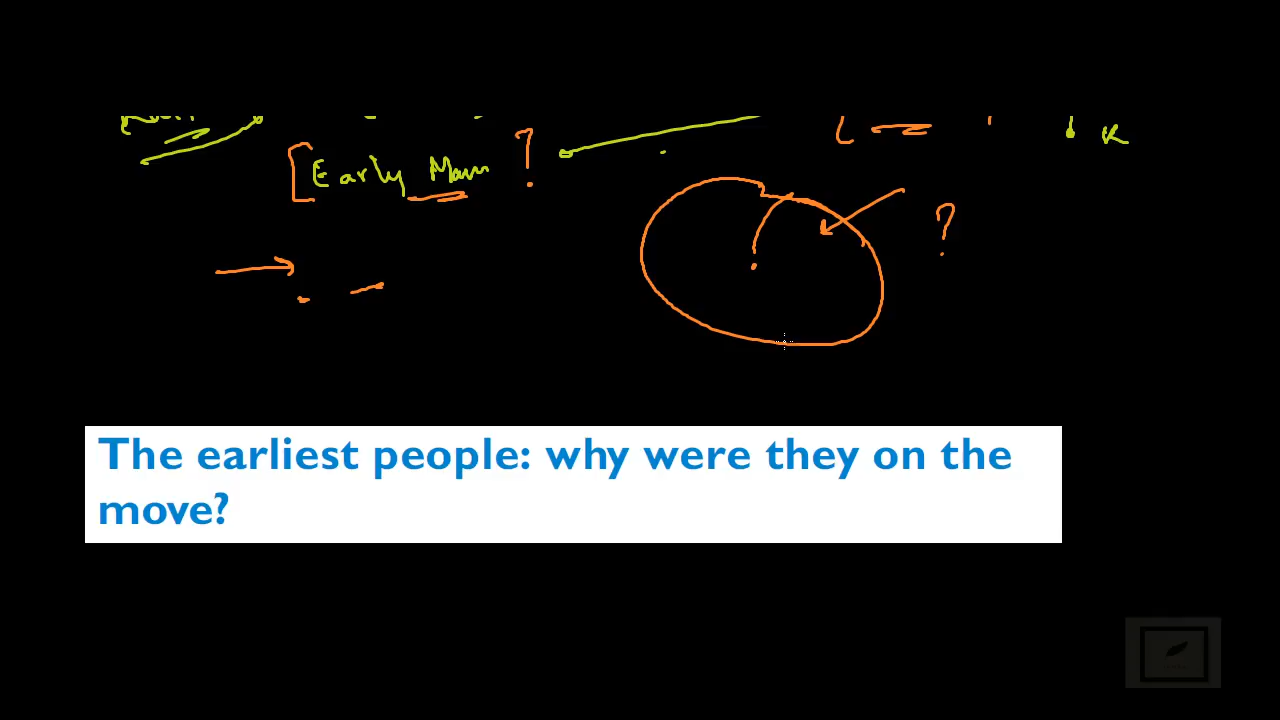 [Early Man ?
?
?
K
The earliest people: why were they on the
move?